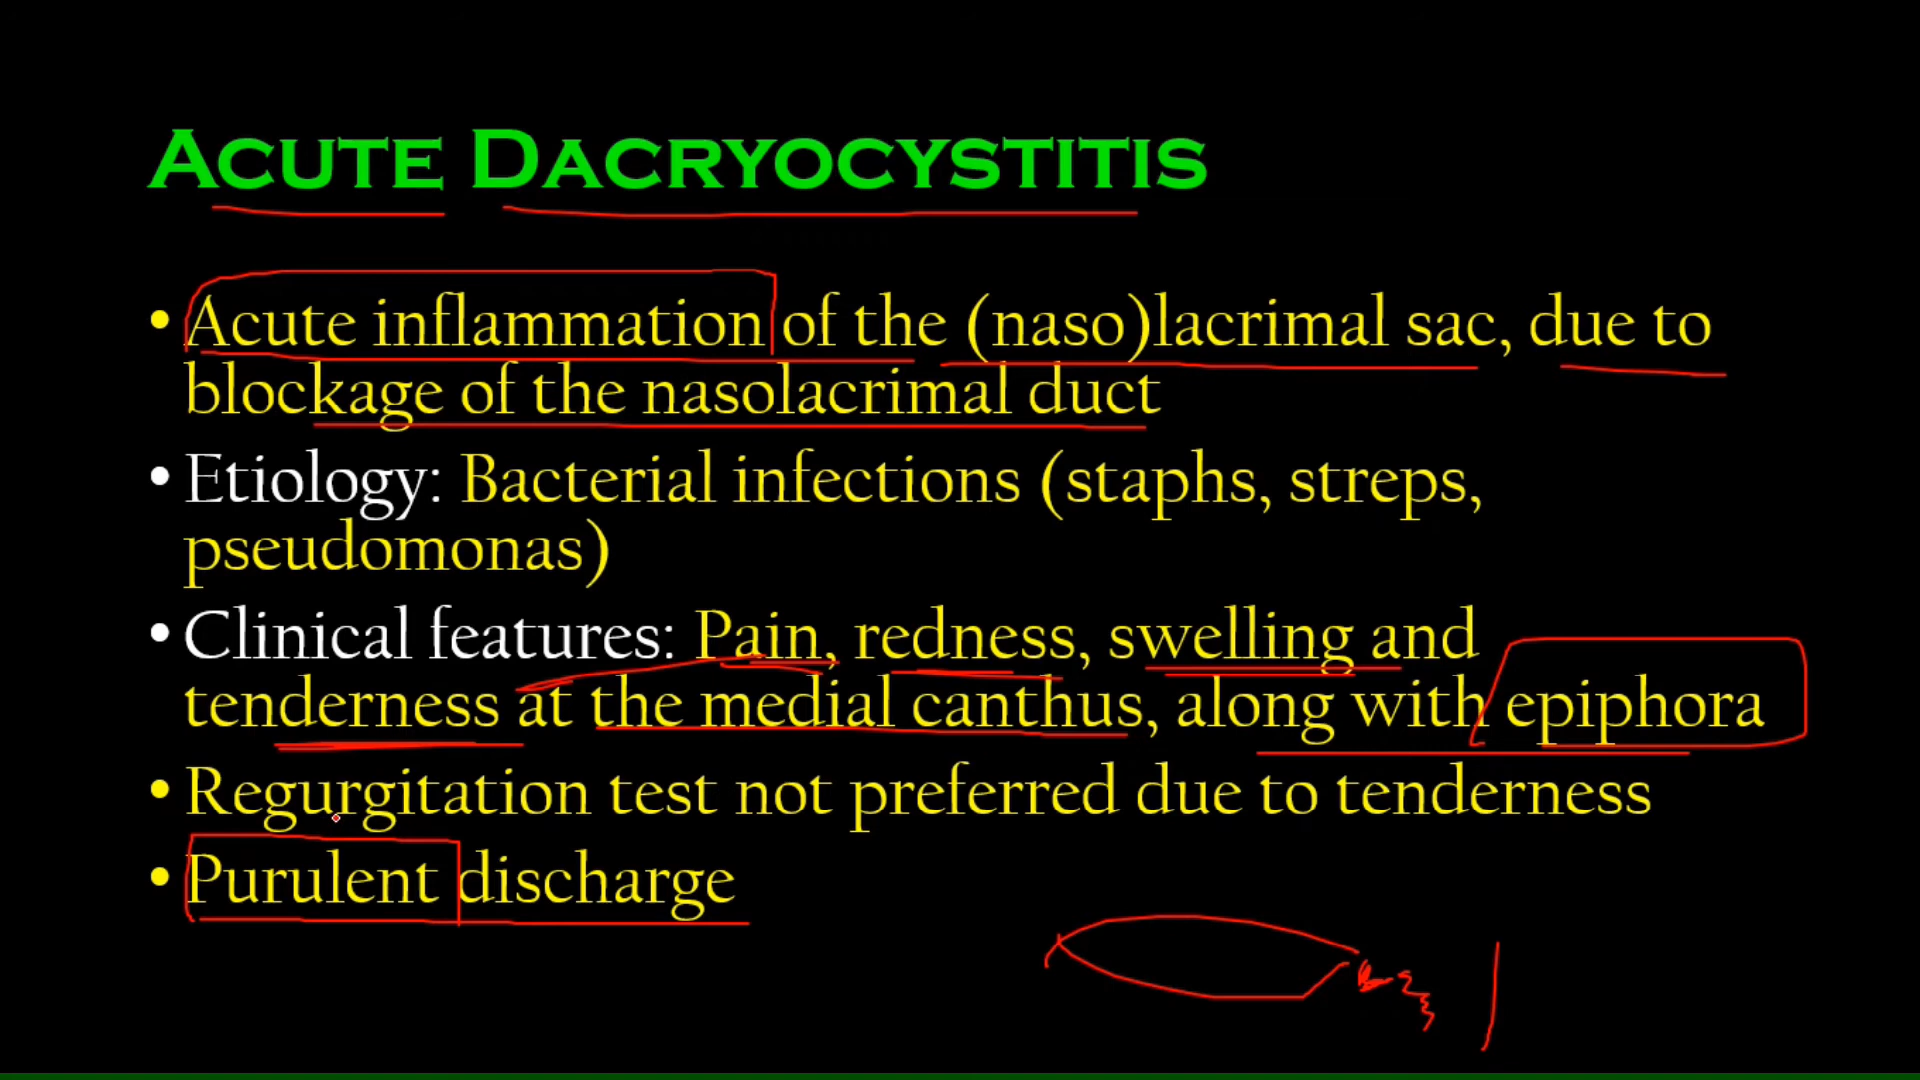 ACUTE DACRYOCYSTITIS
• Acute inflammation of the (naso)lacrimal sac, due to
blockage of the nasolacrimal duct
• Etiology: Bacterial infections (staphs, streps,
pseudomonas)
• Clinical features: Pain, redness, swelling and
tenderness at the medial canthus, along with epiphora
• Regurgitation test not preferred due to tenderness
• Purulent discharge